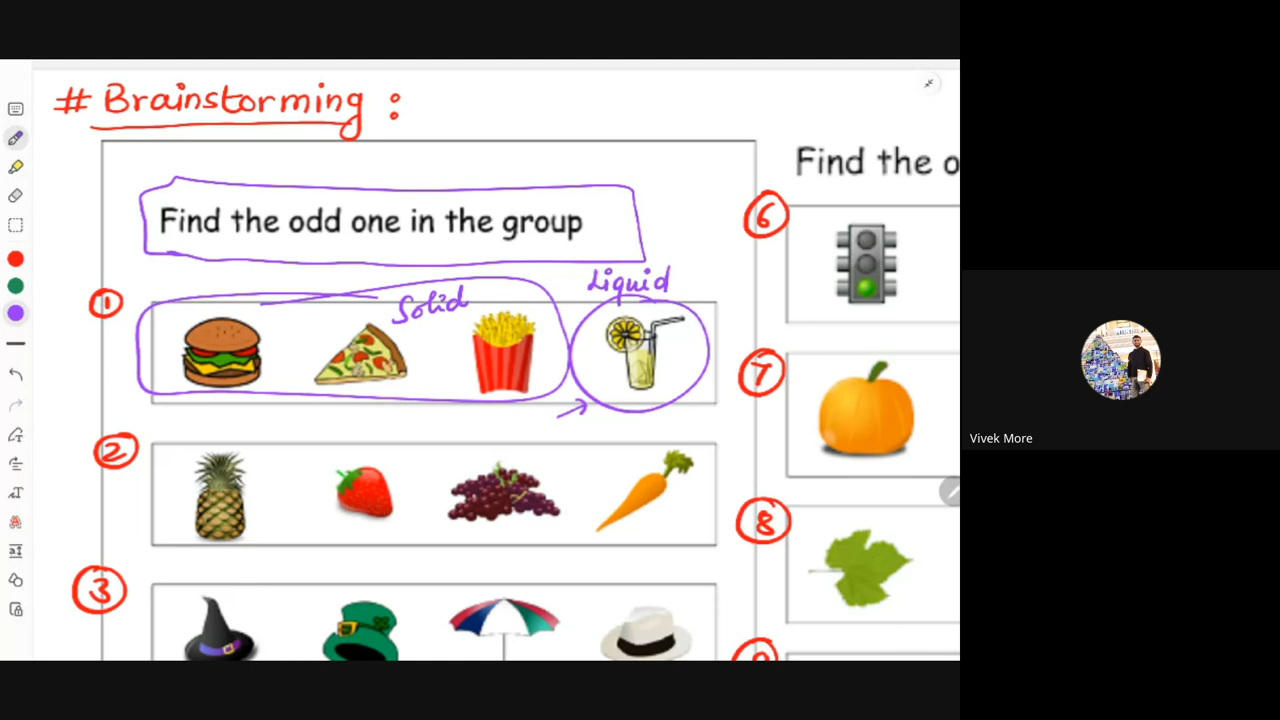 # Brainstorming :
Find the odd one in the group
Find the o
1
Solid
Liquid
2
3
6
7
8
Vivek More